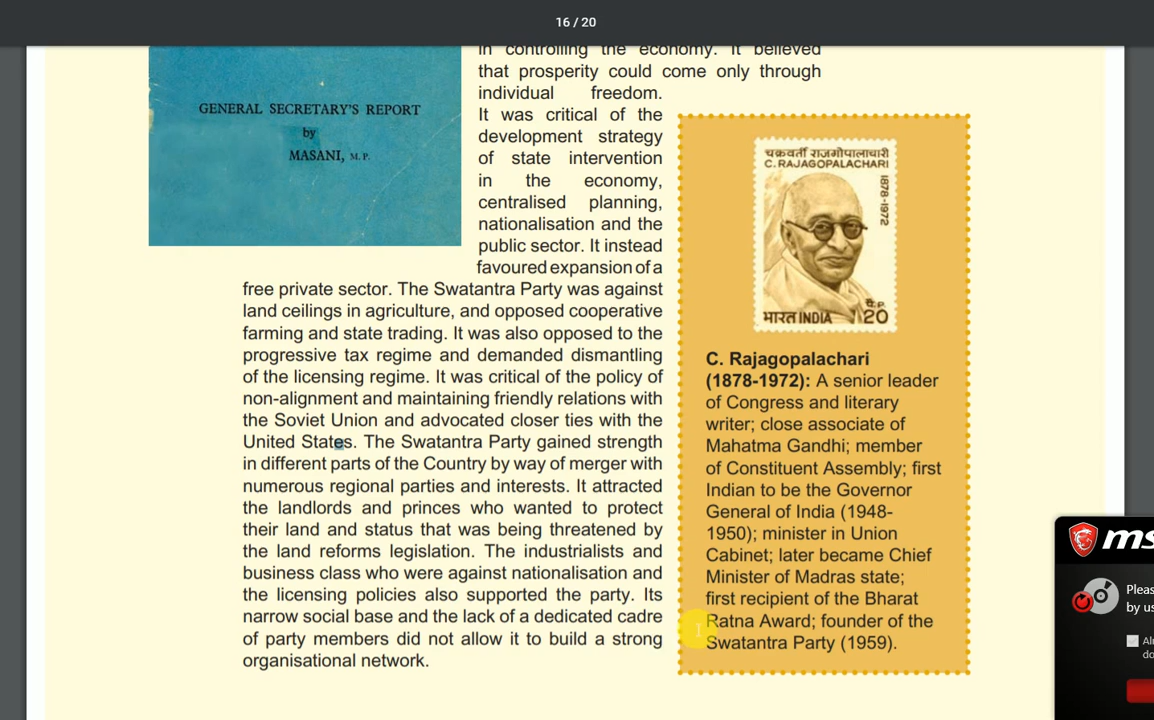 16 / 20
in controlling the economy. It believed
that prosperity could come only through
individual freedom.
It was critical of the
development strategy
of state intervention
in the economy,
centralised planning,
nationalisation and the
public sector. It instead
favoured expansion of a
free private sector. The Swatantra Party was against
land ceilings in agriculture, and opposed cooperative
farming and state trading. It was also opposed to the
progressive tax regime and demanded dismantling
of the licensing regime. It was critical of the policy of
non-alignment and maintaining friendly relations with
the Soviet Union and advocated closer ties with the
United States. The Swatantra Party gained strength
in different parts of the Country by way of merger with
numerous regional parties and interests. It attracted
the landlords and princes who wanted to protect
their land and status that was being threatened by
the land reforms legislation. The industrialists and
business class who were against nationalisation and
the licensing policies also supported the party. Its
narrow social base and the lack of a dedicated cadre
of party members did not allow it to build a strong
organisational network.
GENERAL SECRETARY'S REPORT
by
MASANI, M.P.
चक्रवर्ती राजगोपालाचारी
C. RAJAGOPALACHARI
1878-1972
भारत INDIA
20
C. Rajagopalachari
(1878-1972): A senior leader
of Congress and literary
writer; close associate of
Mahatma Gandhi; member
of Constituent Assembly; first
Indian to be the Governor
General of India (1948-
1950); minister in Union
Cabinet; later became Chief
Minister of Madras state;
first recipient of the Bharat
Ratna Award; founder of the
Swatantra Party (1959).
ms
Pleas
by us
Al
do